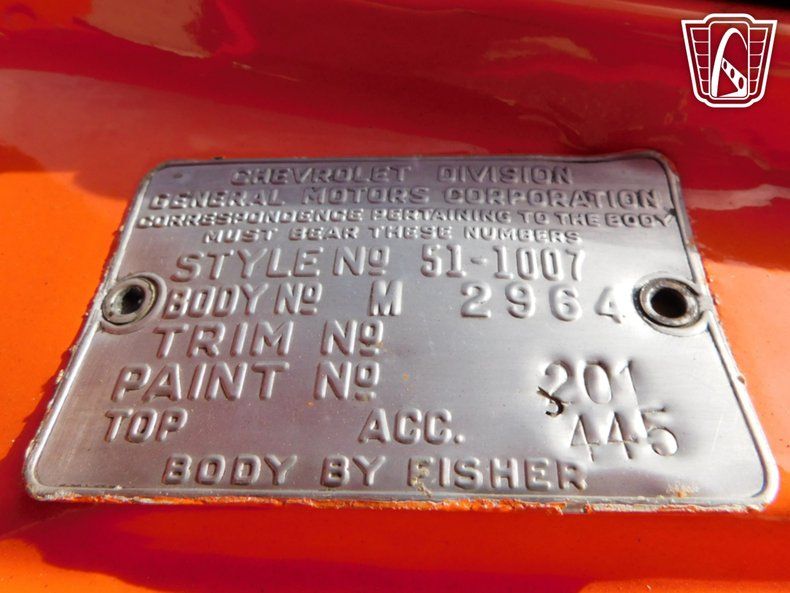 CHEVROLET DIVISION
GENERAL MOTORS CORPORATION
CORRESPONDENCE PERTAINING TO THE BODY
MUST BEAR THESE NUMBERS
STYLE Nº 51-1007
BODY Nº M 2964
TRIM Nº
PAINT Nº 201
TOP ACC. 445
BODY BY FISHER